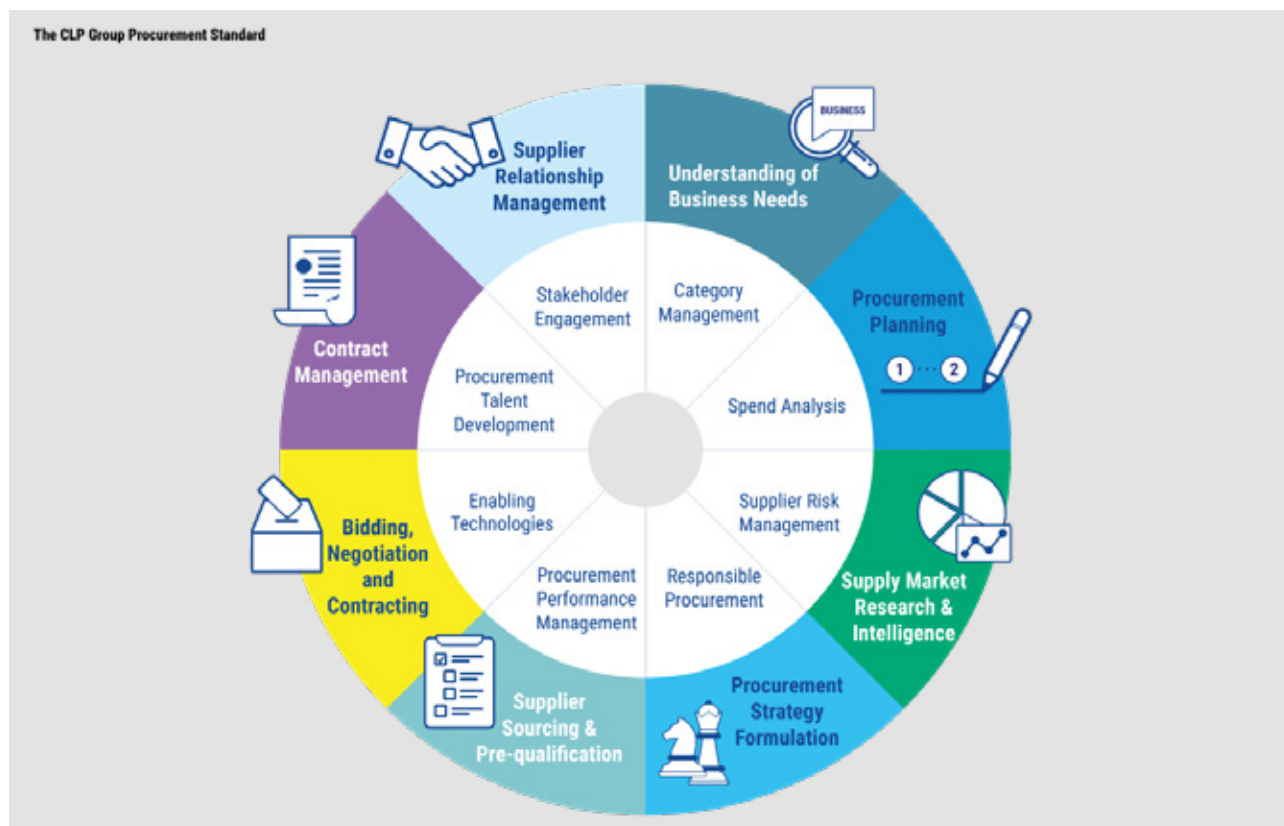 The CLP Group Procurement Standard
BUSINESS
Understanding of
Business Needs
Procurement
Planning
1
2
Supply Market
Research &
Intelligence
Procurement
Strategy
Formulation
Supplier
Sourcing &
Pre-qualification
Bidding,
Negotiation
and
Contracting
Contract
Management
Supplier
Relationship
Management
Category
Management
Spend Analysis
Supplier Risk
Management
Responsible
Procurement
Procurement
Performance
Management
Enabling
Technologies
Procurement
Talent
Development
Stakeholder
Engagement